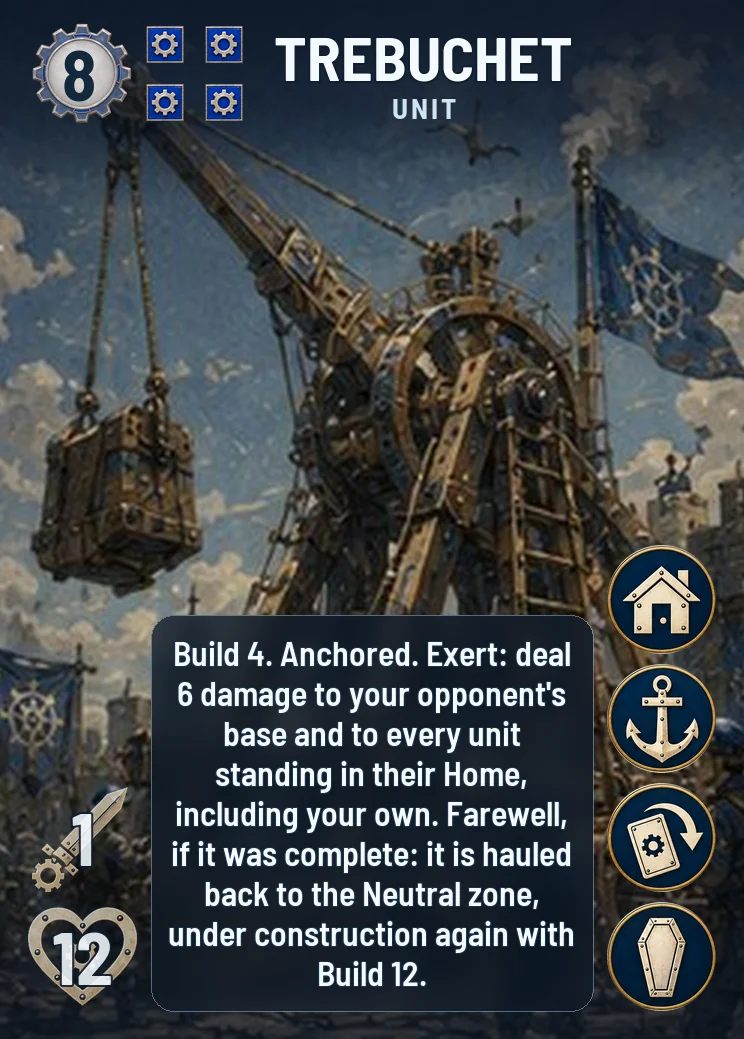 8
TREBUCHET
UNIT
Build 4. Anchored. Exert: deal
6 damage to your opponent's
base and to every unit
standing in their Home,
including your own. Farewell,
if it was complete: it is hauled
back to the Neutral zone,
under construction again with
Build 12.
1
12